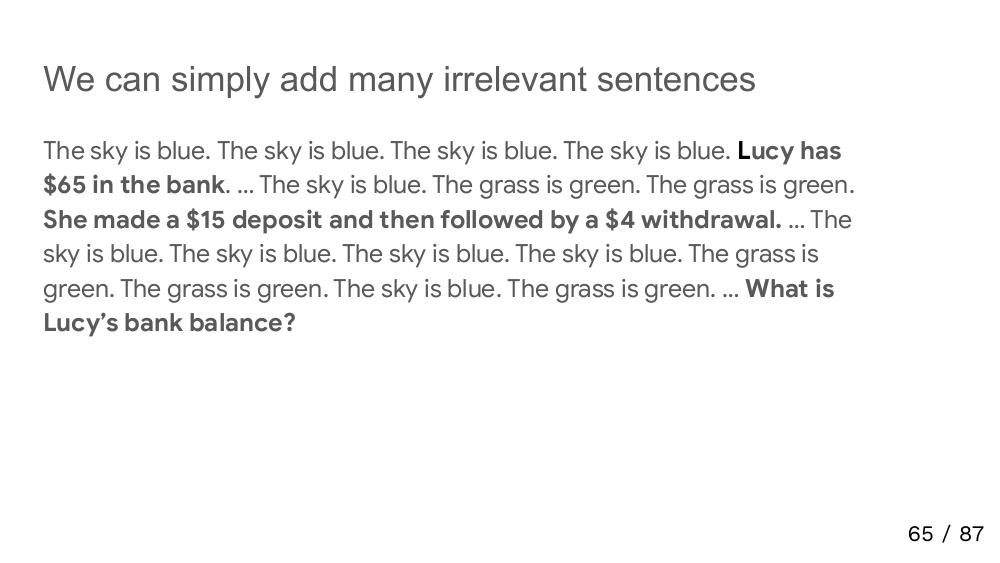 We can simply add many irrelevant sentences
The sky is blue. The sky is blue. The sky is blue. The sky is blue. Lucy has
$65 in the bank. ... The sky is blue. The grass is green. The grass is green.
She made a $15 deposit and then followed by a $4 withdrawal. ... The
sky is blue. The sky is blue. The sky is blue. The sky is blue. The grass is
green. The grass is green. The sky is blue. The grass is green. ... What is
Lucy’s bank balance?
65 / 87